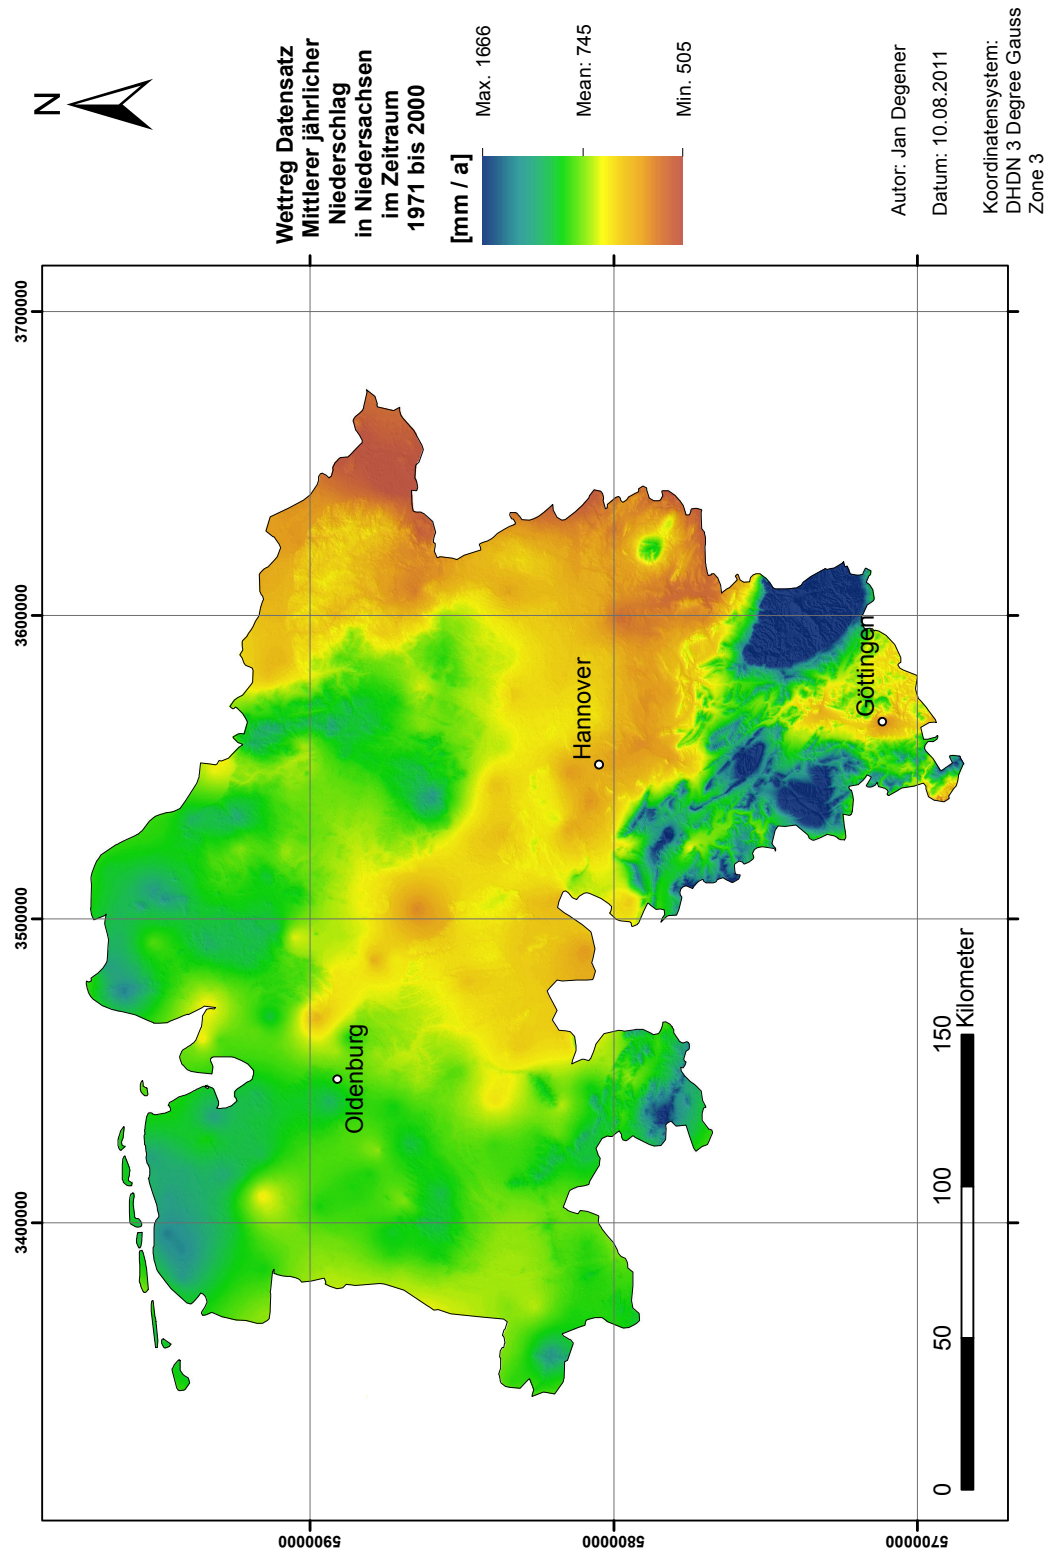 N
Wettreg Datensatz
Mittlerer jährlicher
Niederschlag
in Niedersachsen
im Zeitraum
1971 bis 2000
[mm / a]
Max. 1666
Mean: 745
Min. 505
Autor: Jan Degener
Datum: 10.08.2011
Koordinatensystem:
DHDN 3 Degree Gauss
Zone 3
3400000
3500000
3600000
3700000
5900000
5800000
5700000
Oldenburg
Hannover
Göttingen
0
50
100
150
Kilometer